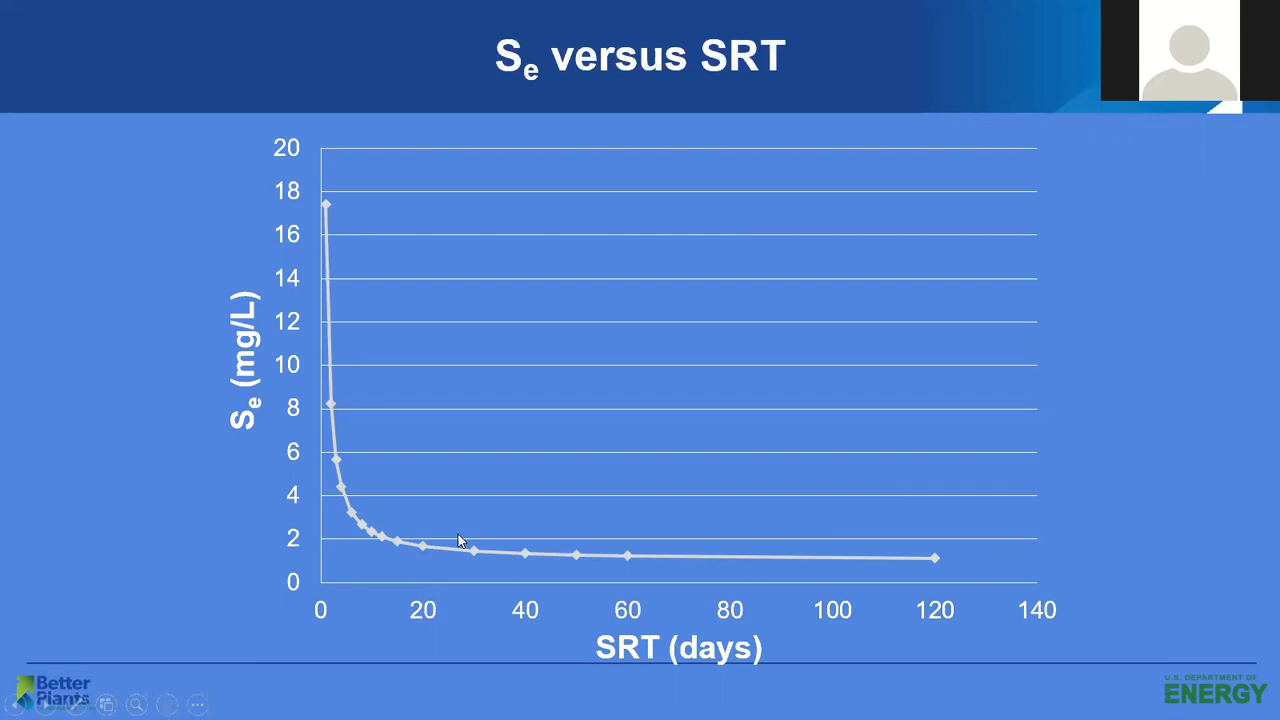 Se versus SRT
20
18
16
14
12
10
8
6
4
2
0
Se (mg/L)
0 20 40 60 80 100 120 140
SRT (days)
Better
Plants
U.S. DEPARTMENT OF
ENERGY